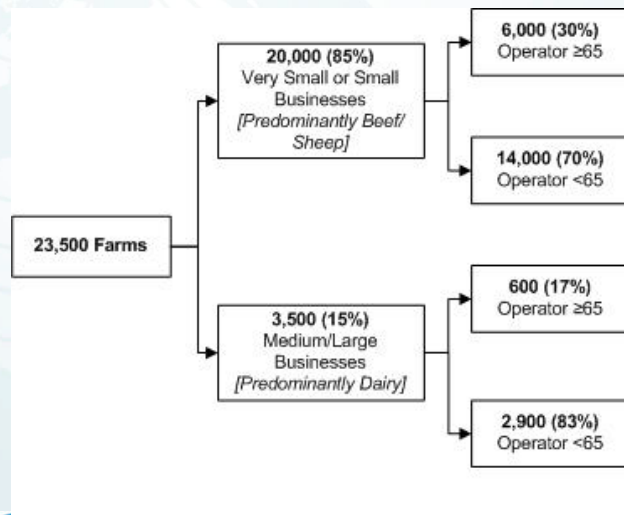 23,500 Farms
20,000 (85%)
Very Small or Small
Businesses
[Predominantly Beef/
Sheep]
6,000 (30%)
Operator ≥65
14,000 (70%)
Operator <65
3,500 (15%)
Medium/Large
Businesses
[Predominantly Dairy]
600 (17%)
Operator ≥65
2,900 (83%)
Operator <65